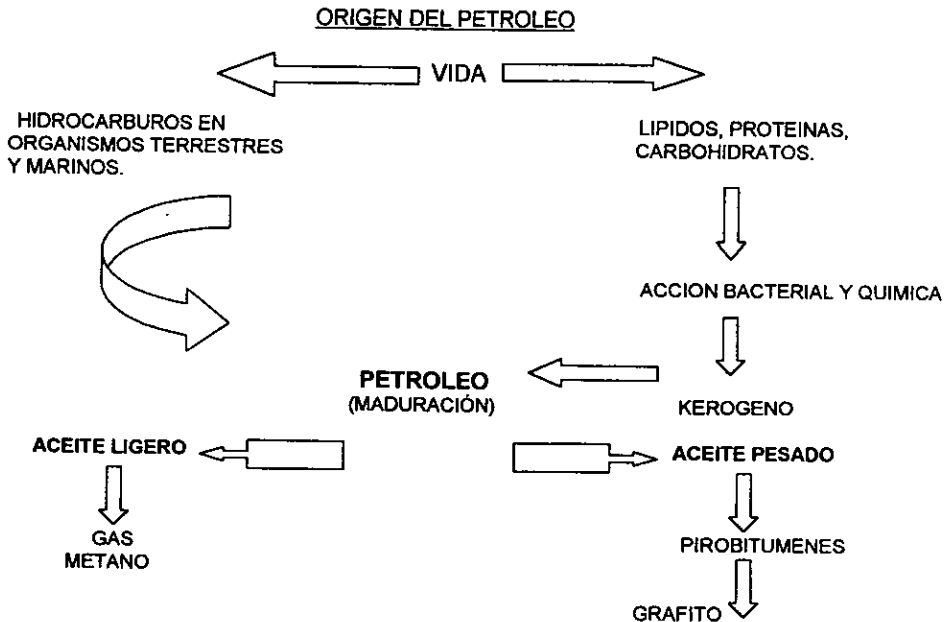 ORIGEN DEL PETROLEO
VIDA
HIDROCARBUROS EN
ORGANISMOS TERRESTRES
Y MARINOS.
LIPIDOS, PROTEINAS,
CARBOHIDRATOS.
ACCION BACTERIAL Y QUIMICA
PETROLEO
(MADURACIÓN)
KEROGENO
ACEITE LIGERO
ACEITE PESADO
GAS
METANO
PIROBITUMENES
GRAFITO